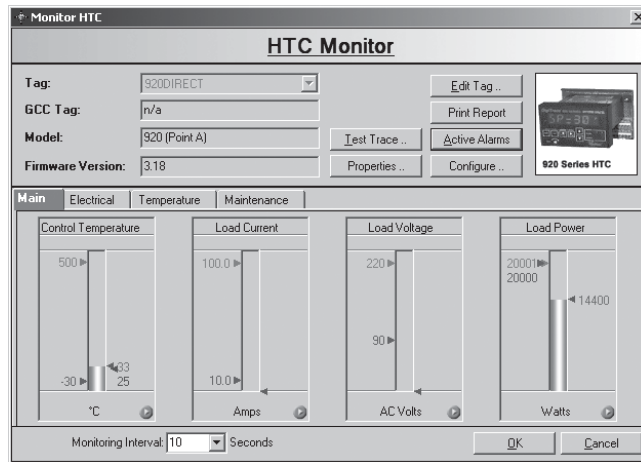 Monitor HTC
HTC Monitor
Tag:
920DIRECT
Edit Tag ..
GCC Tag:
n/a
Print Report
Model:
920 (Point A)
Test Trace ..
Active Alarms
Firmware Version:
3.18
Properties ..
Configure ..
920 Series HTC
SP=30
Main
Electrical
Temperature
Maintenance
Control Temperature
500
33
-30
25
°C
Load Current
100.0
10.0
Amps
Load Voltage
220
90
AC Volts
Load Power
20001
20000
14400
Watts
Monitoring Interval: 10 Seconds
OK
Cancel